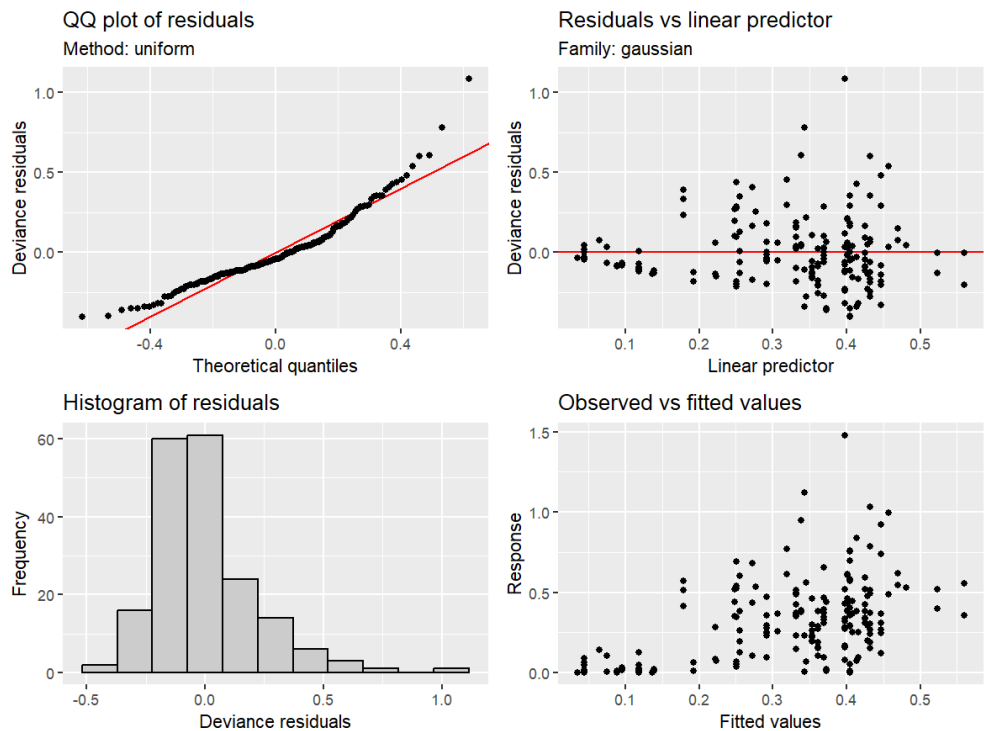 QQ plot of residuals
Method: uniform
1.0
0.5
0.0
Deviance residuals
-0.4
0.0
0.4
Theoretical quantiles
Residuals vs linear predictor
Family: gaussian
1.0
0.5
0.0
Deviance residuals
0.1
0.2
0.3
0.4
0.5
Linear predictor
Histogram of residuals
60
40
20
0
Frequency
-0.5
0.0
0.5
1.0
Deviance residuals
Observed vs fitted values
1.5
1.0
0.5
0.0
Response
0.1
0.2
0.3
0.4
0.5
Fitted values